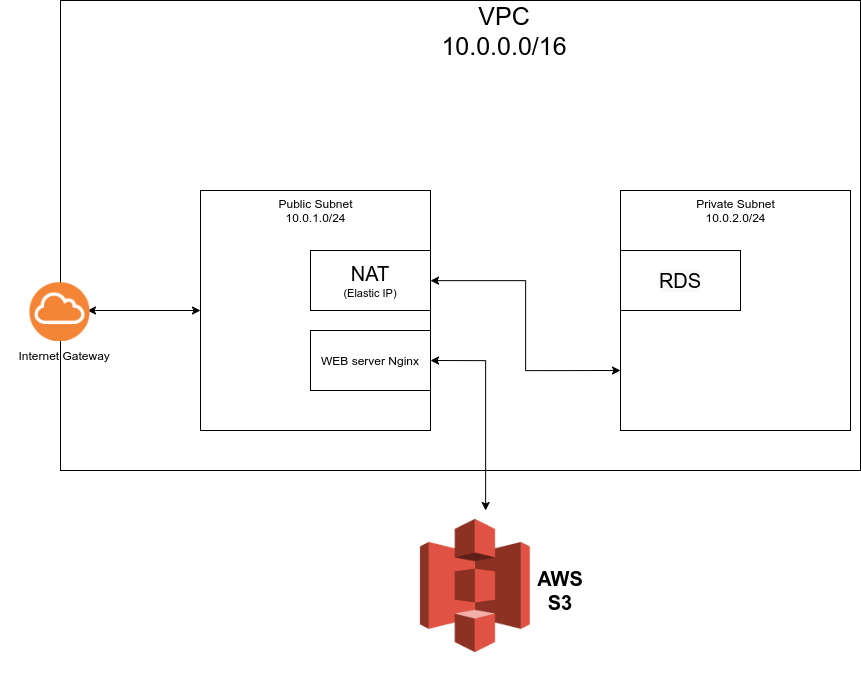 VPC
10.0.0.0/16
Public Subnet
10.0.1.0/24
NAT
(Elastic IP)
WEB server Nginx
Private Subnet
10.0.2.0/24
RDS
Internet Gateway
AWS
S3